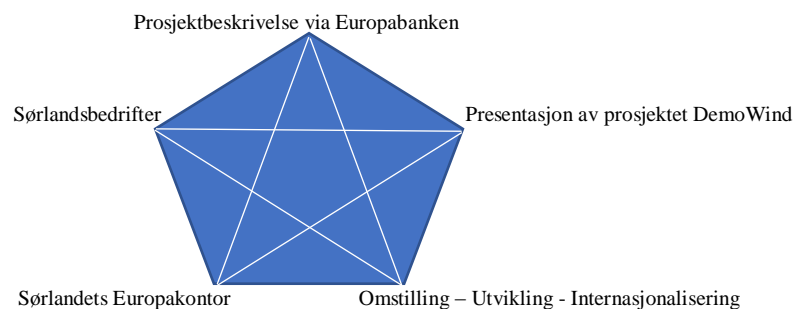 Prosjektbeskrivelse via Europabanken
Sørlandsbedrifter
Presentasjon av prosjektet DemoWind
Sørlandets Europakontor
Omstilling – Utvikling - Internasjonalisering